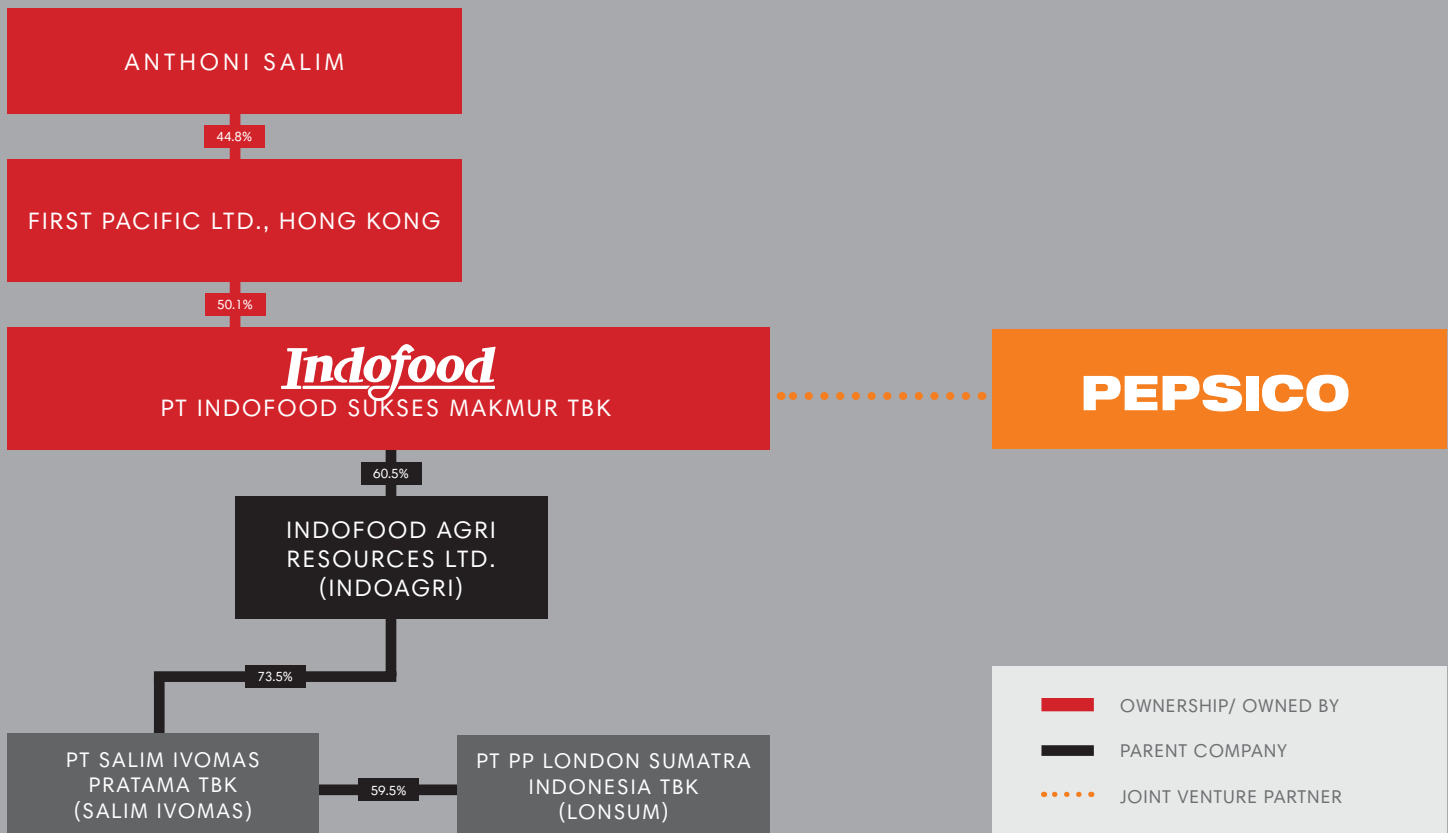 ANTHONI SALIM
44.8%
FIRST PACIFIC LTD., HONG KONG
50.1%
Indofood
PT INDOFOOD SUKSES MAKMUR TBK
PEPSICO
60.5%
INDOFOOD AGRI
RESOURCES LTD.
(INDOAGRI)
73.5%
PT SALIM IVOMAS
PRATAMA TBK
(SALIM IVOMAS)
59.5%
PT PP LONDON SUMATRA
INDONESIA TBK
(LONSUM)
OWNERSHIP/ OWNED BY
PARENT COMPANY
JOINT VENTURE PARTNER